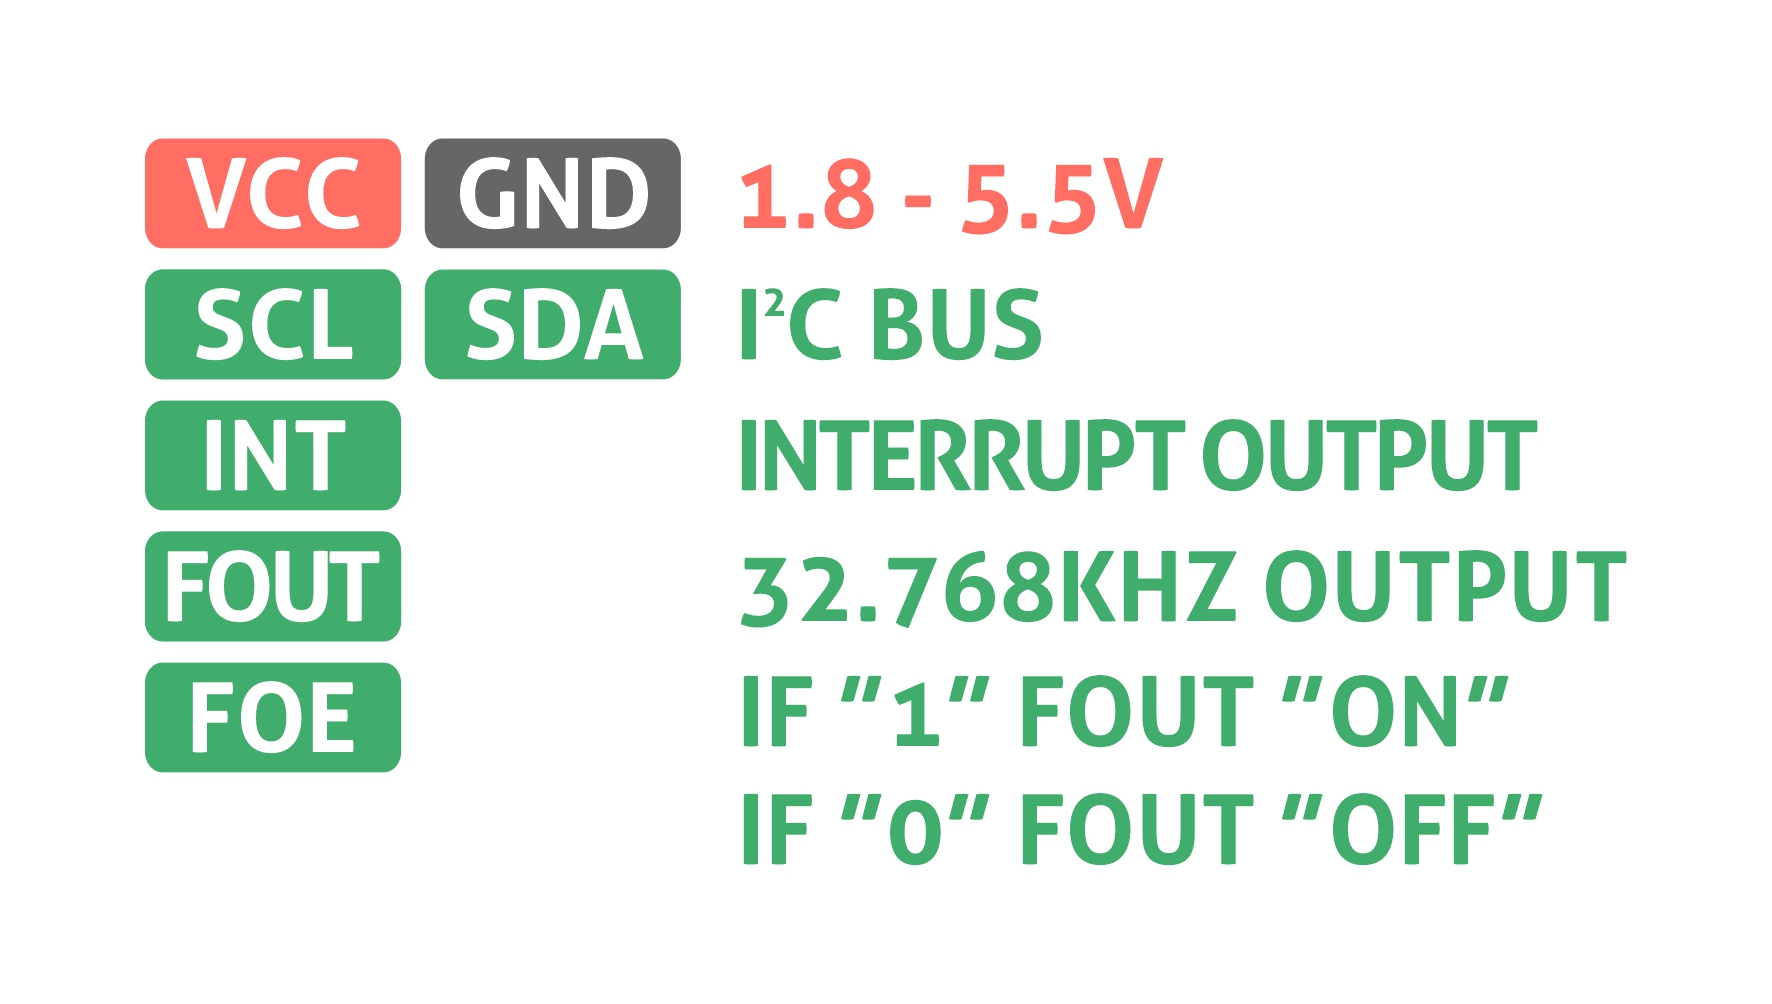 VCC GND 1.8 - 5.5V
SCL SDA I²C BUS
INT INTERRUPT OUTPUT
FOUT 32.768KHZ OUTPUT
FOE IF "1" FOUT "ON"
IF "0" FOUT "OFF"